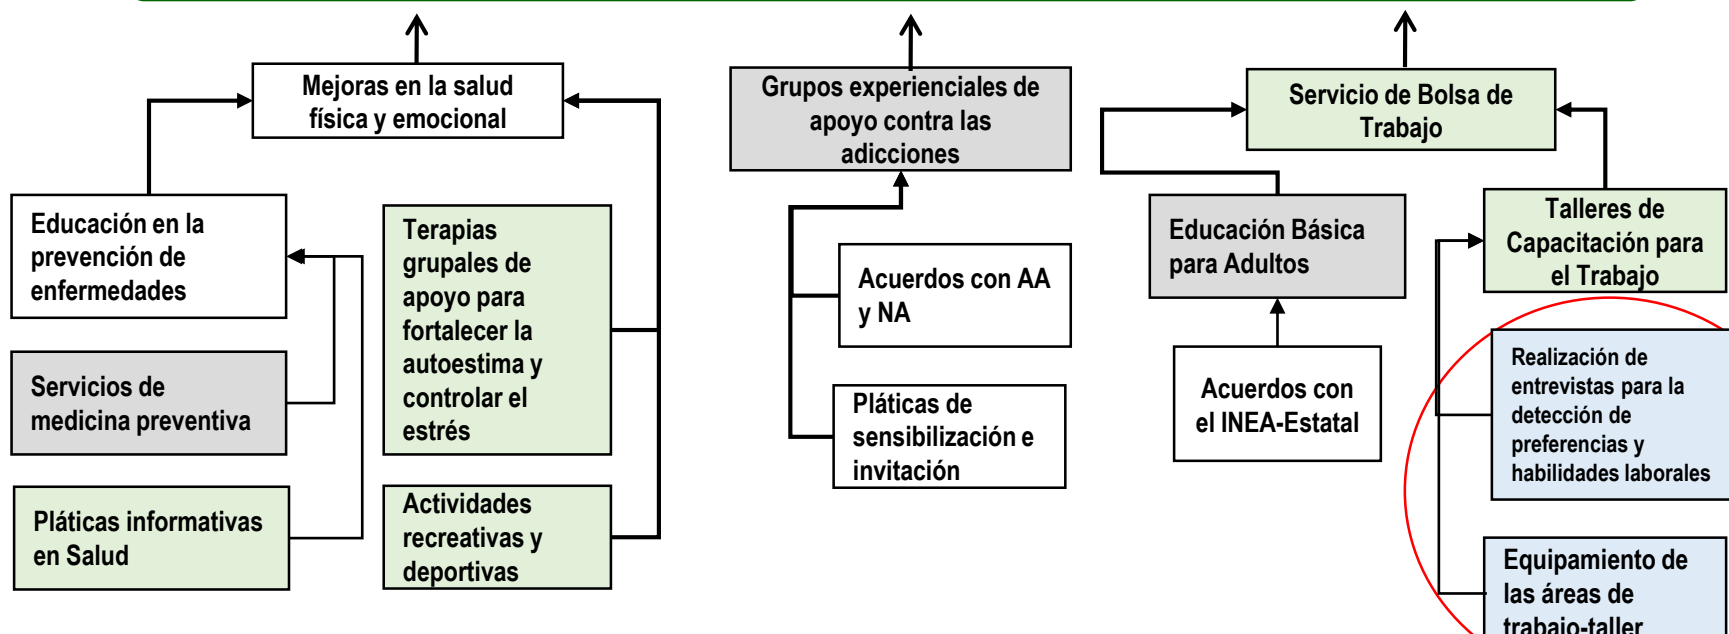 Mejoras en la salud
física y emocional
Grupos experienciales de
apoyo contra las
adicciones
Servicio de Bolsa de
Trabajo
Educación en la
prevención de
enfermedades
Terapias
grupales de
apoyo para
fortalecer la
autoestima y
controlar el
estrés
Acuerdos con AA
y NA
Educación Básica
para Adultos
Talleres de
Capacitación para
el Trabajo
Servicios de
medicina preventiva
Pláticas de
sensibilización e
invitación
Acuerdos con
el INEA-Estatal
Realización de
entrevistas para la
detección de
preferencias y
habilidades laborales
Pláticas informativas
en Salud
Actividades
recreativas y
deportivas
Equipamiento de
las áreas de
trabajo-taller